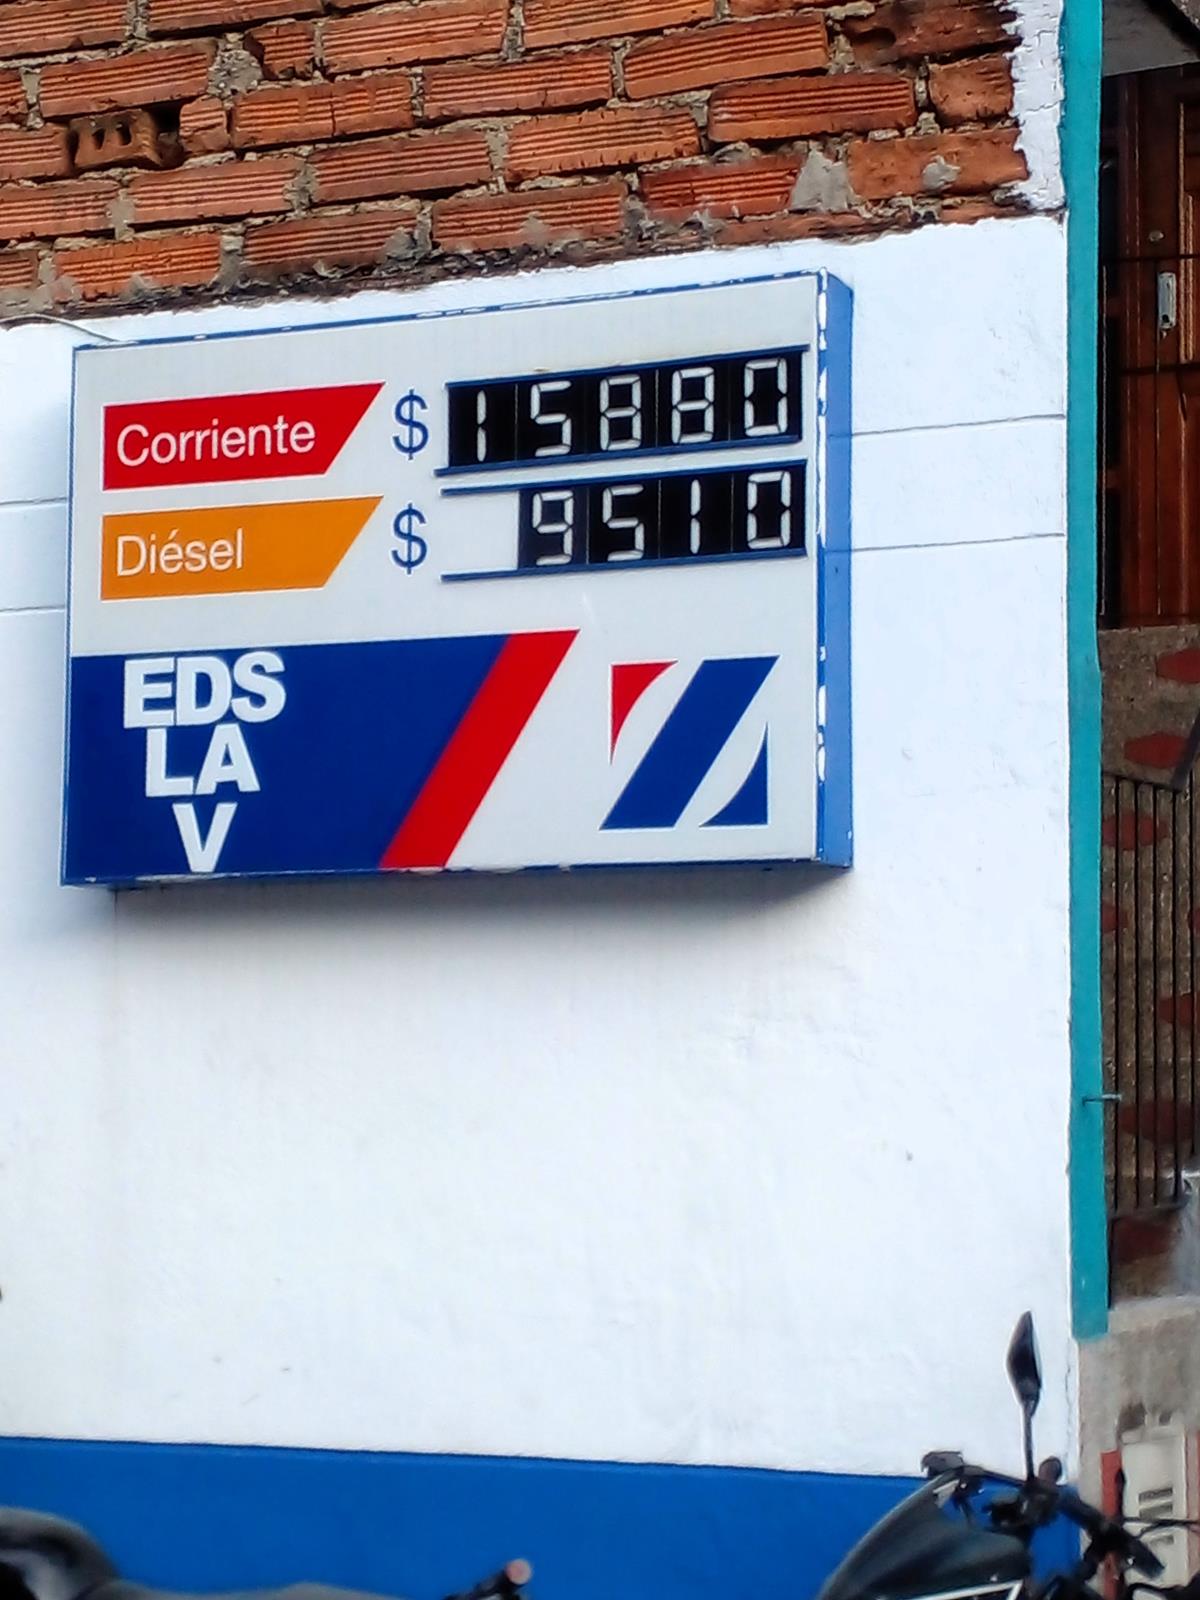 Corriente $ 15880
Diésel $ 9510
EDS
LA
V